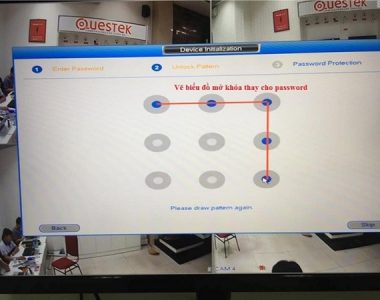 QUESTEK
QUESTEK
Device Initialization
1 Enter Password
2 Unlock Pattern
3 Password Protection
Vẽ biểu đồ mở khóa thay cho password
Please draw pattern again.
Back
Skip
CAM 4